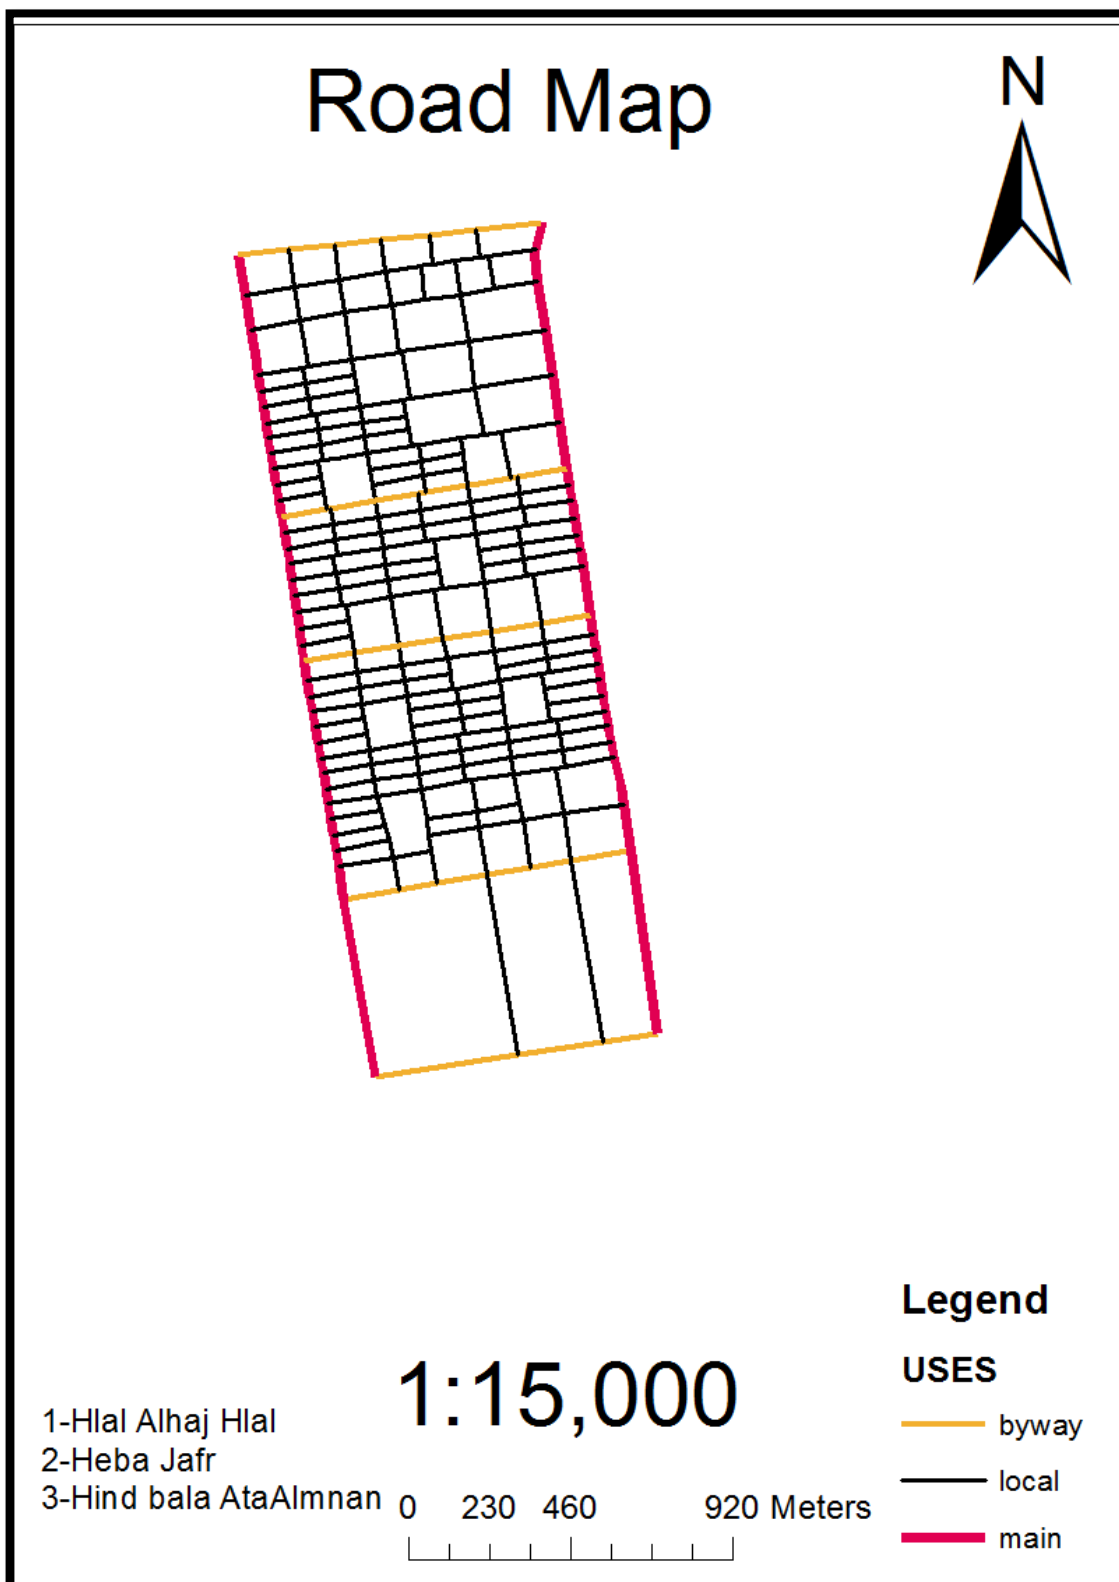 Road Map
N
Legend
USES
byway
local
main
1:15,000
1-Hlal Alhaj Hlal
2-Heba Jafr
3-Hind bala AtaAlmnan
0 230 460 920 Meters